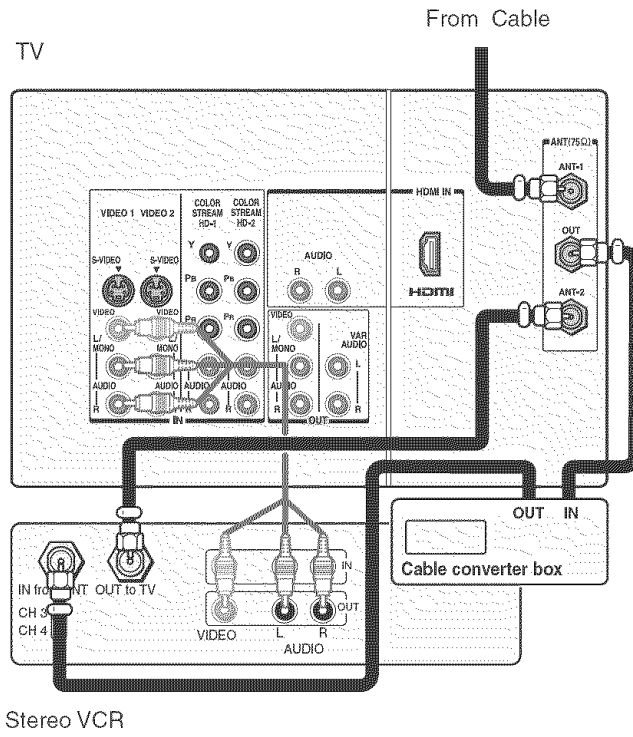 From Cable
TV
ANT(75Ω)
ANT-1
OUT
ANT-2
HDMI IN
HDMI
VIDEO 1 VIDEO 2
COLOR STREAM HD-1
COLOR STREAM HD-2
Y Y
S-VIDEO S-VIDEO
PB PB
AUDIO
R L
VIDEO VIDEO
PR PR
VIDEO
L/ MONO
L/ MONO
L/ MONO
VAR AUDIO
L
AUDIO AUDIO AUDIO AUDIO AUDIO
R R R R R
IN
OUT
OUT IN
Cable converter box
IN from ANT OUT to TV
CH 3
CH 4
IN
OUT
VIDEO L R
AUDIO
Stereo VCR